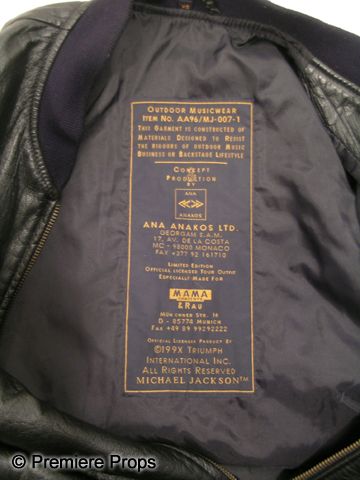 OUTDOOR MUSICWEAR
ITEM NO. AA96/MJ-007-1
THIS GARMENT IS CONSTRUCTED OF
MATERIALS DESIGNED TO RESIST
THE RIGOURS OF OUTDOOR MUSIC
BUSINESS OR BACKSTAGE LIFESTYLE
CONCEPT
PRODUCTION
BY
ANA
ANAKOS
ANA ANAKOS LTD.
GEORGAM S.A.M.
17, AV. DE LA COSTA
MC - 98000 MONACO
FAX +377 92 161710
LIMITED EDITION
OFFICIAL LICENSED TOUR OUTFIT
ESPECIALLY MADE FOR
MAMA
& RAU
MÜNCHNER STR. 16
D - 85774 MUNICH
FAX +49 89 99292222
OFFICIAL LICENSED PRODUCT BY
©199X TRIUMPH
INTERNATIONAL INC.
ALL RIGHTS RESERVED
MICHAEL JACKSON™
© Premiere Props